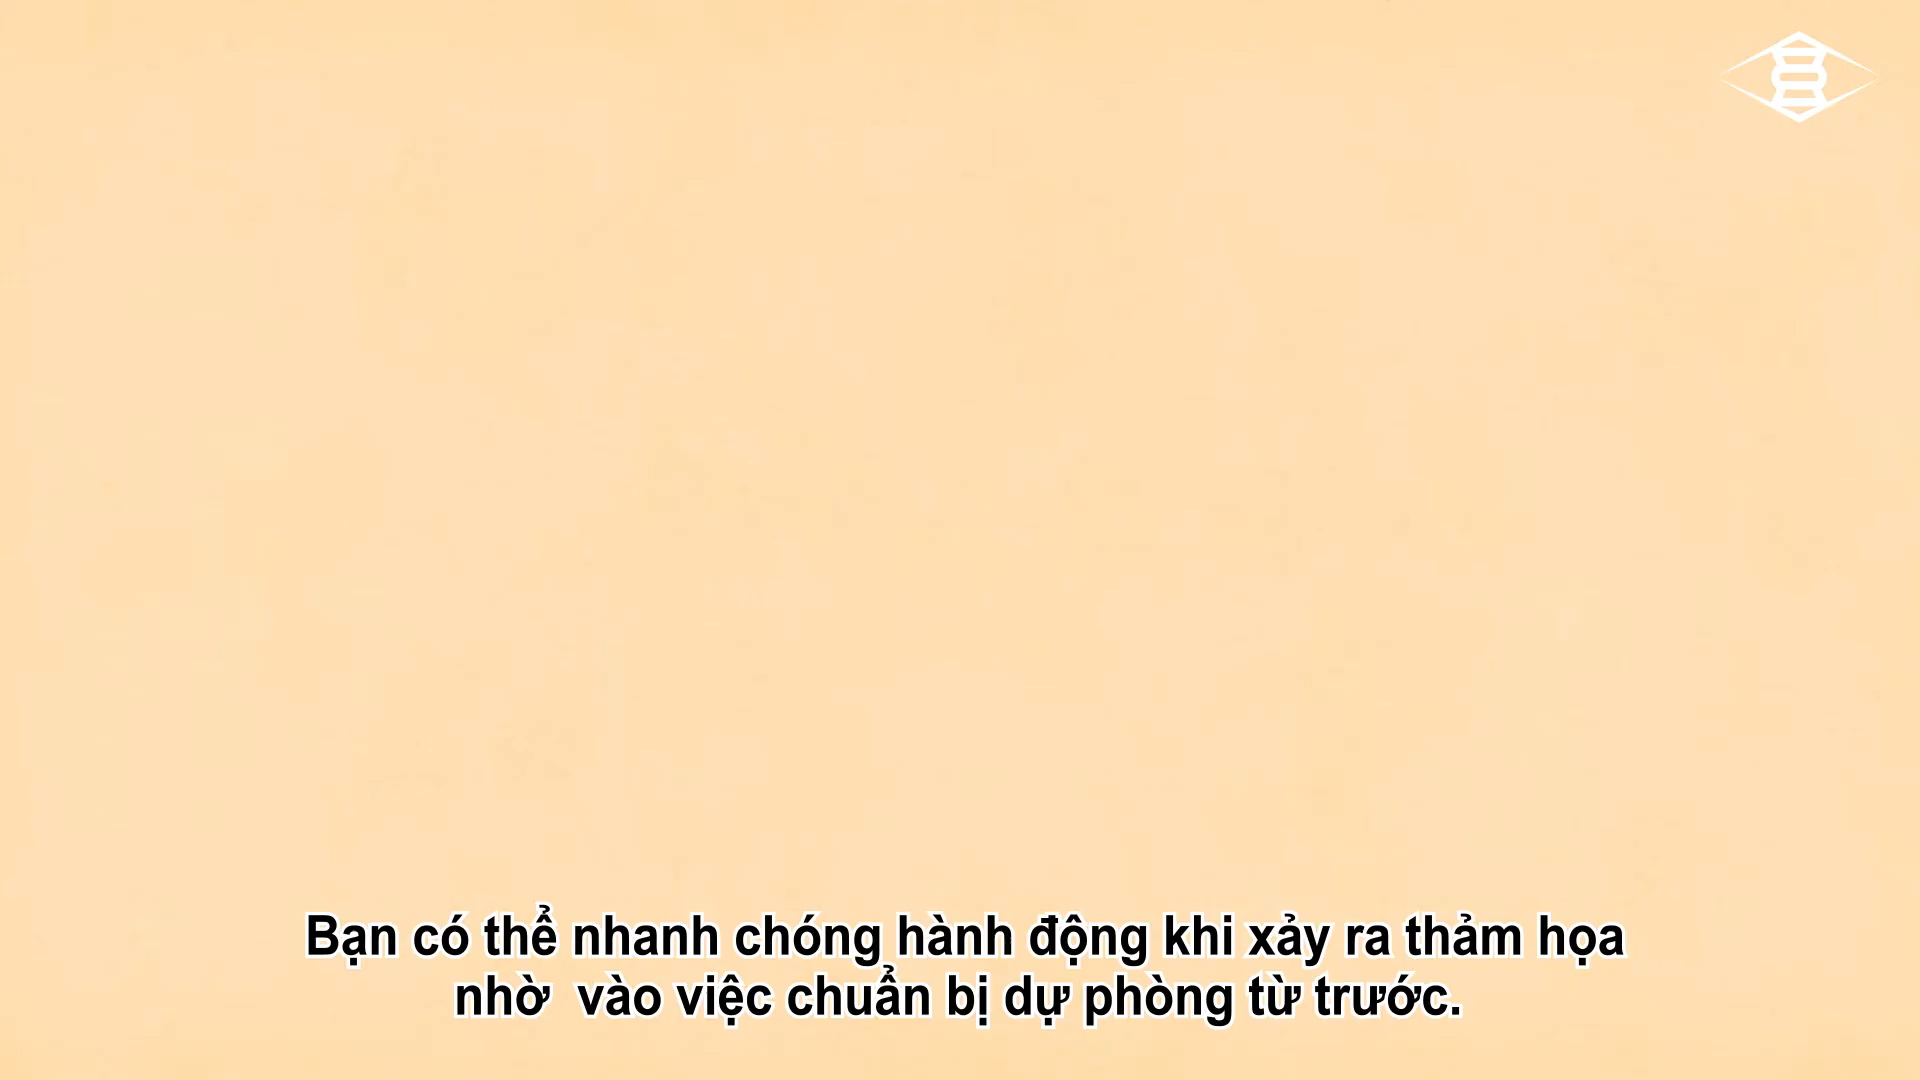 Bạn có thể nhanh chóng hành động khi xảy ra thảm họa
nhờ  vào việc chuẩn bị dự phòng từ trước.